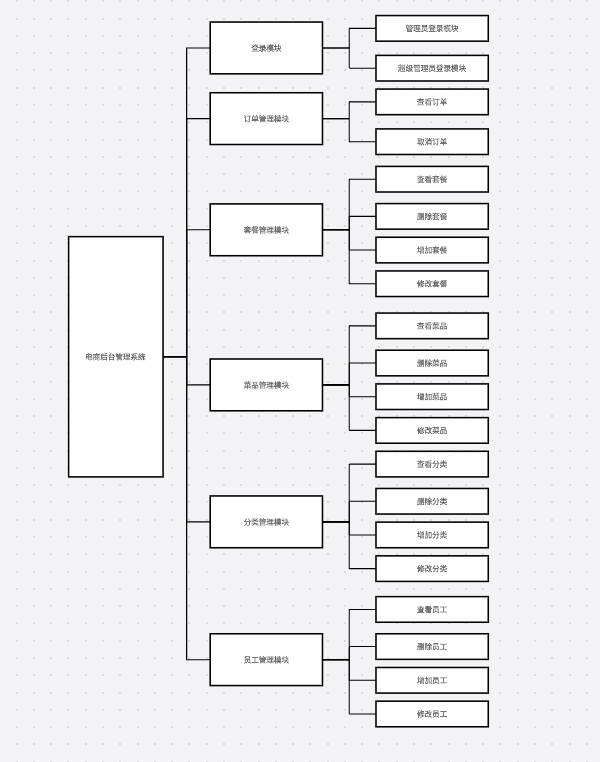 电商后台管理系统
登录模块
管理员登录模块
超级管理员登录模块
订单管理模块
查看订单
取消订单
套餐管理模块
查看套餐
删除套餐
增加套餐
修改套餐
菜品管理模块
查看菜品
删除菜品
增加菜品
修改菜品
分类管理模块
查看分类
删除分类
增加分类
修改分类
员工管理模块
查看员工
删除员工
增加员工
修改员工